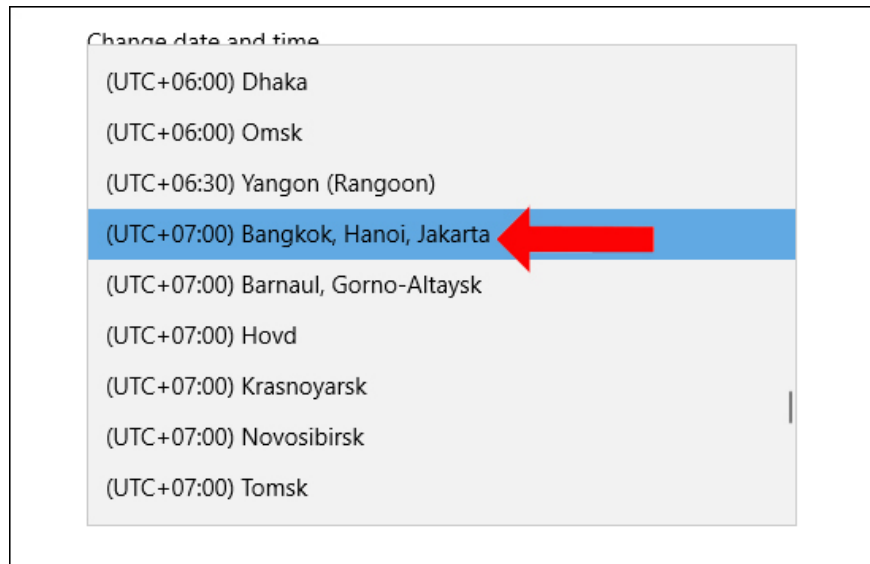 Change date and time
(UTC+06:00) Dhaka
(UTC+06:00) Omsk
(UTC+06:30) Yangon (Rangoon)
(UTC+07:00) Bangkok, Hanoi, Jakarta
(UTC+07:00) Barnaul, Gorno-Altaysk
(UTC+07:00) Hovd
(UTC+07:00) Krasnoyarsk
(UTC+07:00) Novosibirsk
(UTC+07:00) Tomsk